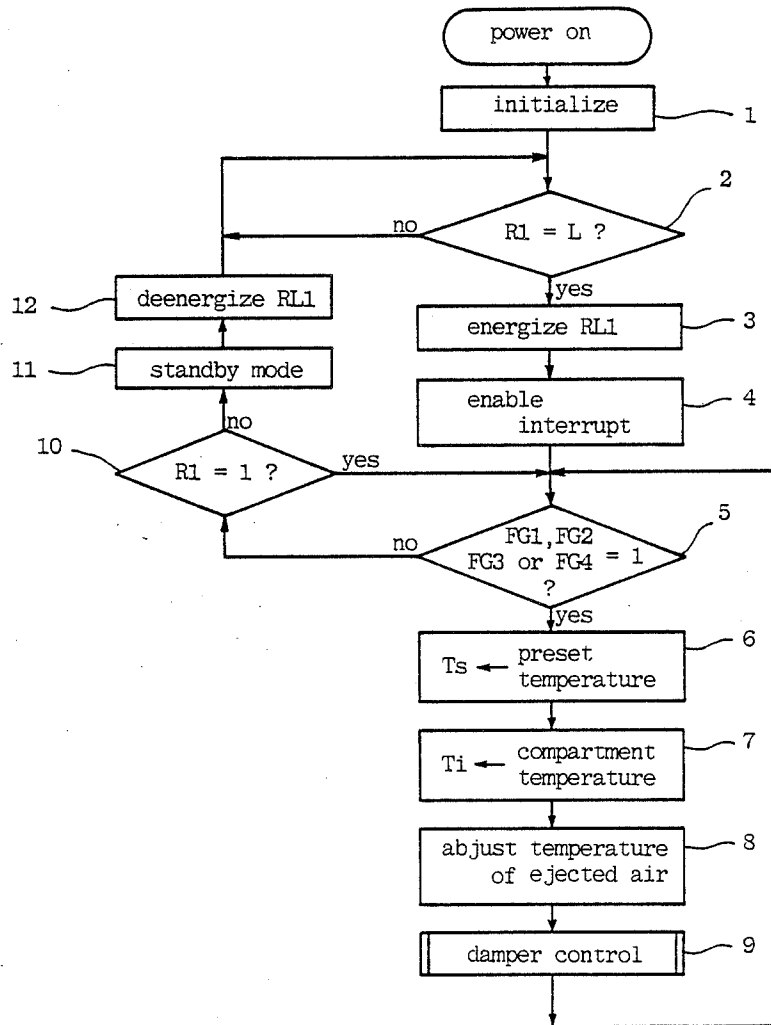 power on
initialize
1
2
no
R1 = L ?
yes
12
deenergize RL1
energize RL1
3
11
standby mode
enable
interrupt
4
no
10
R1 = 1 ?
yes
5
no
FG1,FG2
FG3 or FG4 = 1
?
yes
6
Ts ← preset
temperature
7
Ti ← compartment
temperature
8
abjust temperature
of ejected air
damper control
9